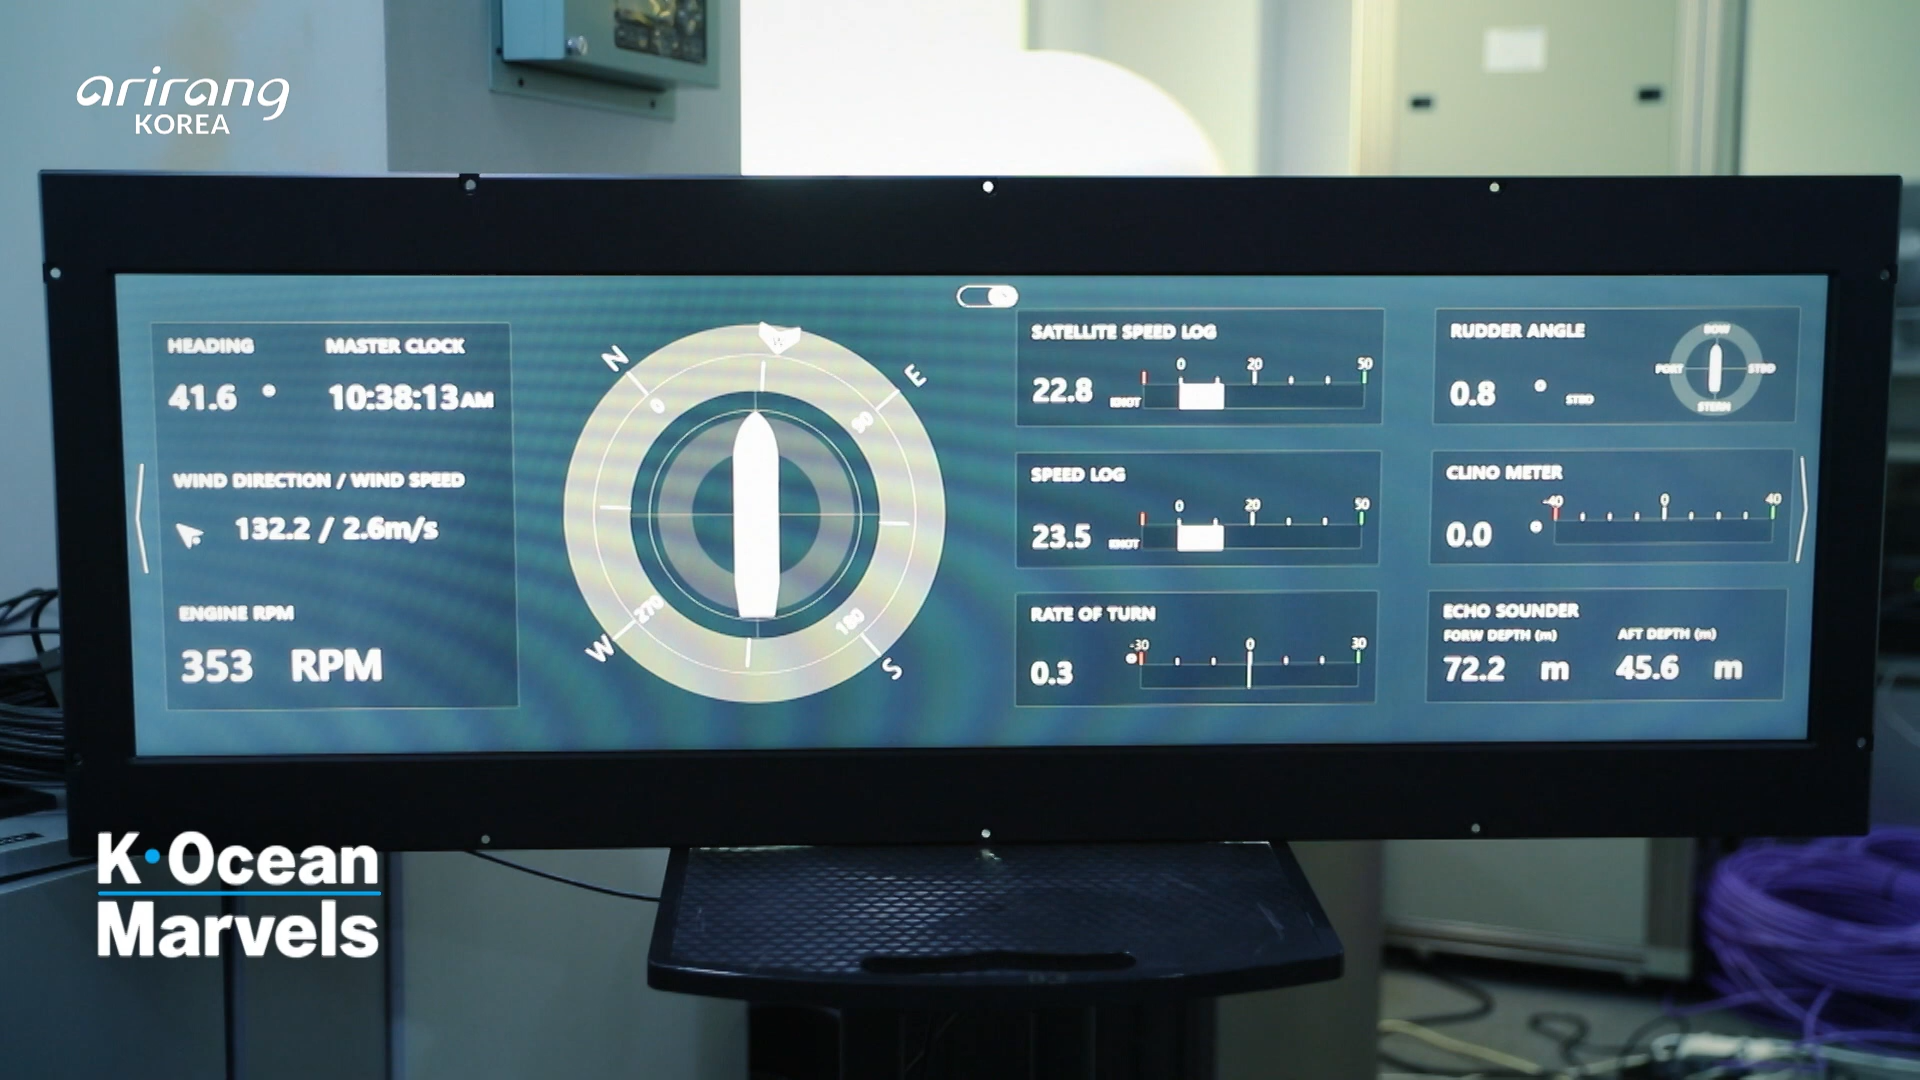 arirang
KOREA
HEADING
MASTER CLOCK
41.6 °
10:38:13AM
WIND DIRECTION / WIND SPEED
132.2 / 2.6m/s
ENGINE RPM
353 RPM
N
E
S
W
W
0
90
180
270
SATELLITE SPEED LOG
22.8 KNOT
0 20 50
SPEED LOG
23.5 KNOT
0 20 50
RATE OF TURN
0.3 °
-30 0 30
RUDDER ANGLE
0.8 ° STBD
BOW
PORT STBD
STERN
CLINO METER
0.0 °
-40 0 40
ECHO SOUNDER
FORW DEPTH (m) AFT DEPTH (m)
72.2 m 45.6 m
K·Ocean
Marvels